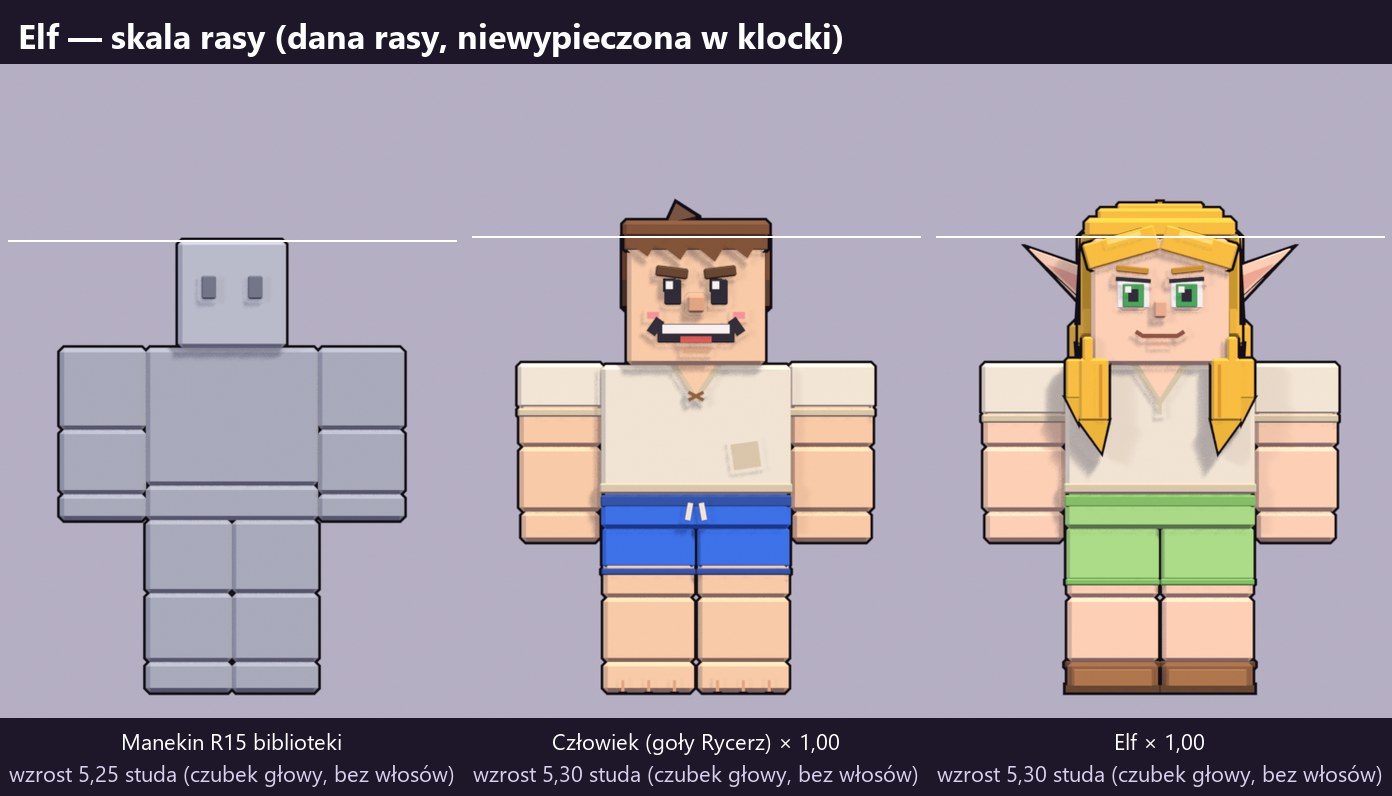 Elf — skala rasy (dana rasy, niewypieczona w klocki)
Manekin R15 biblioteki
wzrost 5,25 studa (czubek głowy, bez włosów)
Człowiek (goły Rycerz) × 1,00
wzrost 5,30 studa (czubek głowy, bez włosów)
Elf × 1,00
wzrost 5,30 studa (czubek głowy, bez włosów)